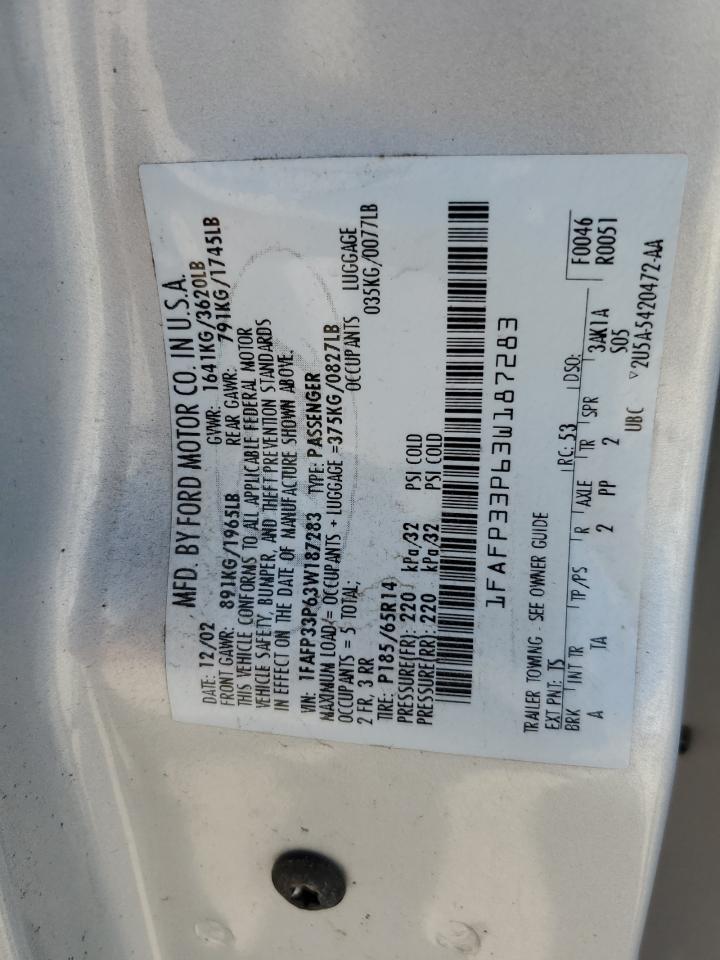 MFD. BY FORD MOTOR CO. IN U.S.A.
DATE: 12/02 GVWR: 1641KG/3620LB
FRONT GAWR: 891KG/1965LB REAR GAWR: 791KG/1745LB
THIS VEHICLE CONFORMS TO ALL APPLICABLE FEDERAL MOTOR
VEHICLE SAFETY, BUMPER, AND THEFT PREVENTION STANDARDS
IN EFFECT ON THE DATE OF MANUFACTURE SHOWN ABOVE.
VIN: 1FAFP33P63W187283 TYPE: PASSENGER
MAXIMUM LOAD = OCCUPANTS + LUGGAGE =375KG/0827LB
OCCUPANTS = 5 TOTAL; OCCUPANTS LUGGAGE
2 FR, 3 RR 035KG/0077LB
TIRE: P185/65R14
PRESSURE(FR): 220 kPa/32 PSI COLD
PRESSURE(RR): 220 kPa/32 PSI COLD
1FAFP33P63W187283
TRAILER TOWING - SEE OWNER GUIDE
EXT PNT: TS RC: 53 DSO: F0046
BRK INT TR TP/PS R AXLE TR SPR 3AK1A R0051
A TA 2 PP 2 S05
UBC ▽2U5A-5420472-AA